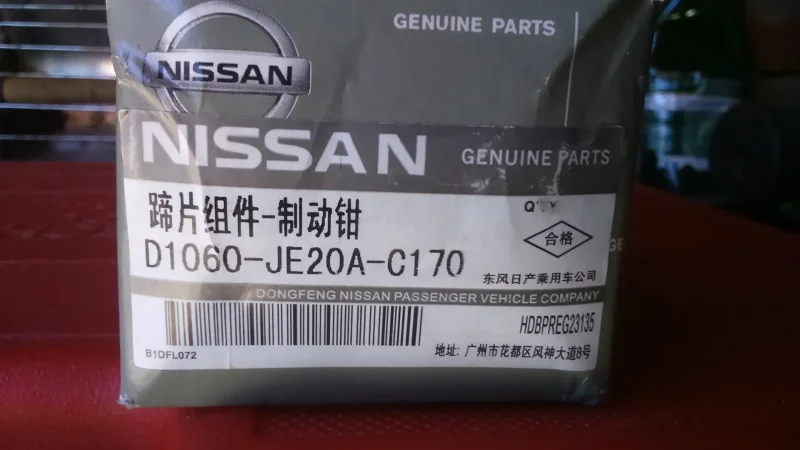 GENUINE PARTS
NISSAN
NISSAN GENUINE PARTS
蹄片组件-制动钳
Q'TY
D1060-JE20A-C170
合格
GE
东风日产乘用车公司
DONGFENG NISSAN PASSENGER VEHICLE COMPANY
HDBPREG23135
B1DFL072
地址: 广州市花都区风神大道8号